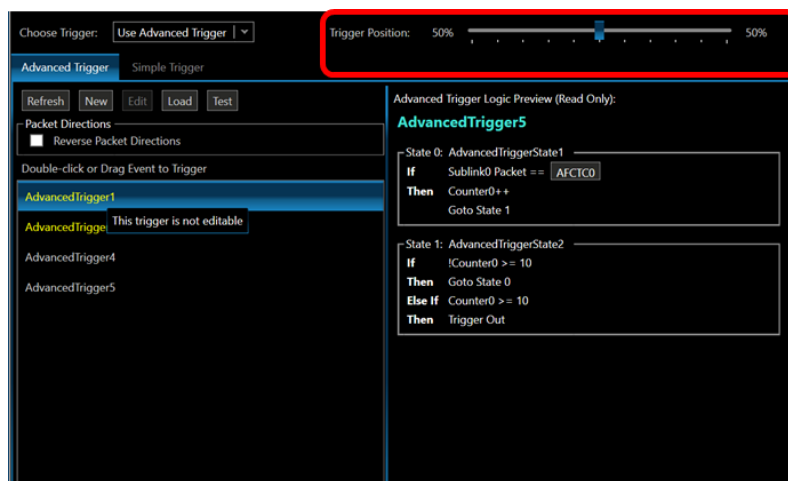 Choose Trigger: Use Advanced Trigger
Trigger Position: 50% 50%
Advanced Trigger Simple Trigger
Refresh New Edit Load Test
Packet Directions
Reverse Packet Directions
Double-click or Drag Event to Trigger
AdvancedTrigger1
AdvancedTrigge
This trigger is not editable
AdvancedTrigger4
AdvancedTrigger5
Advanced Trigger Logic Preview (Read Only):
AdvancedTrigger5
State 0: AdvancedTriggerState1
If Sublink0 Packet == AFCTC0
Then Counter0++
Goto State 1
State 1: AdvancedTriggerState2
If !Counter0 >= 10
Then Goto State 0
Else If Counter0 >= 10
Then Trigger Out